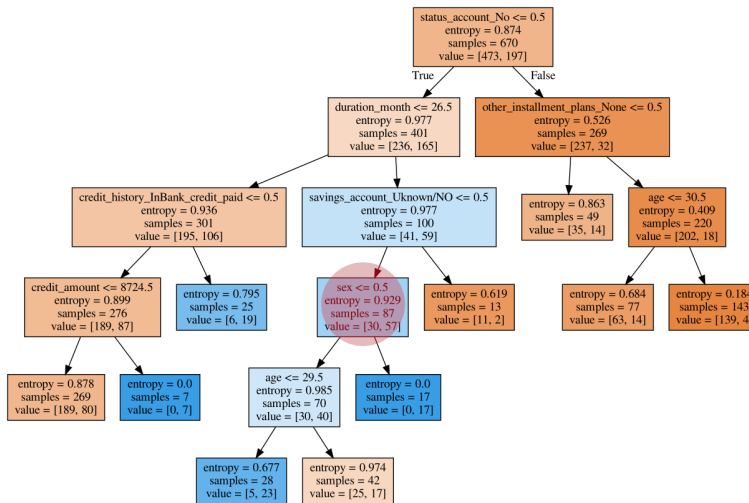 status_account_No <= 0.5
entropy = 0.874
samples = 670
value = [473, 197]
True
False
duration_month <= 26.5
entropy = 0.977
samples = 401
value = [236, 165]
other_installment_plans_None <= 0.5
entropy = 0.526
samples = 269
value = [237, 32]
credit_history_InBank_credit_paid <= 0.5
entropy = 0.936
samples = 301
value = [195, 106]
savings_account_Uknown/NO <= 0.5
entropy = 0.977
samples = 100
value = [41, 59]
entropy = 0.863
samples = 49
value = [35, 14]
age <= 30.5
entropy = 0.409
samples = 220
value = [202, 18]
credit_amount <= 8724.5
entropy = 0.899
samples = 276
value = [189, 87]
entropy = 0.795
samples = 25
value = [6, 19]
sex <= 0.5
entropy = 0.929
samples = 87
value = [30, 57]
entropy = 0.619
samples = 13
value = [11, 2]
entropy = 0.684
samples = 77
value = [63, 14]
entropy = 0.184
samples = 143
value = [139, 4
entropy = 0.878
samples = 269
value = [189, 80]
entropy = 0.0
samples = 7
value = [0, 7]
age <= 29.5
entropy = 0.985
samples = 70
value = [30, 40]
entropy = 0.0
samples = 17
value = [0, 17]
entropy = 0.677
samples = 28
value = [5, 23]
entropy = 0.974
samples = 42
value = [25, 17]